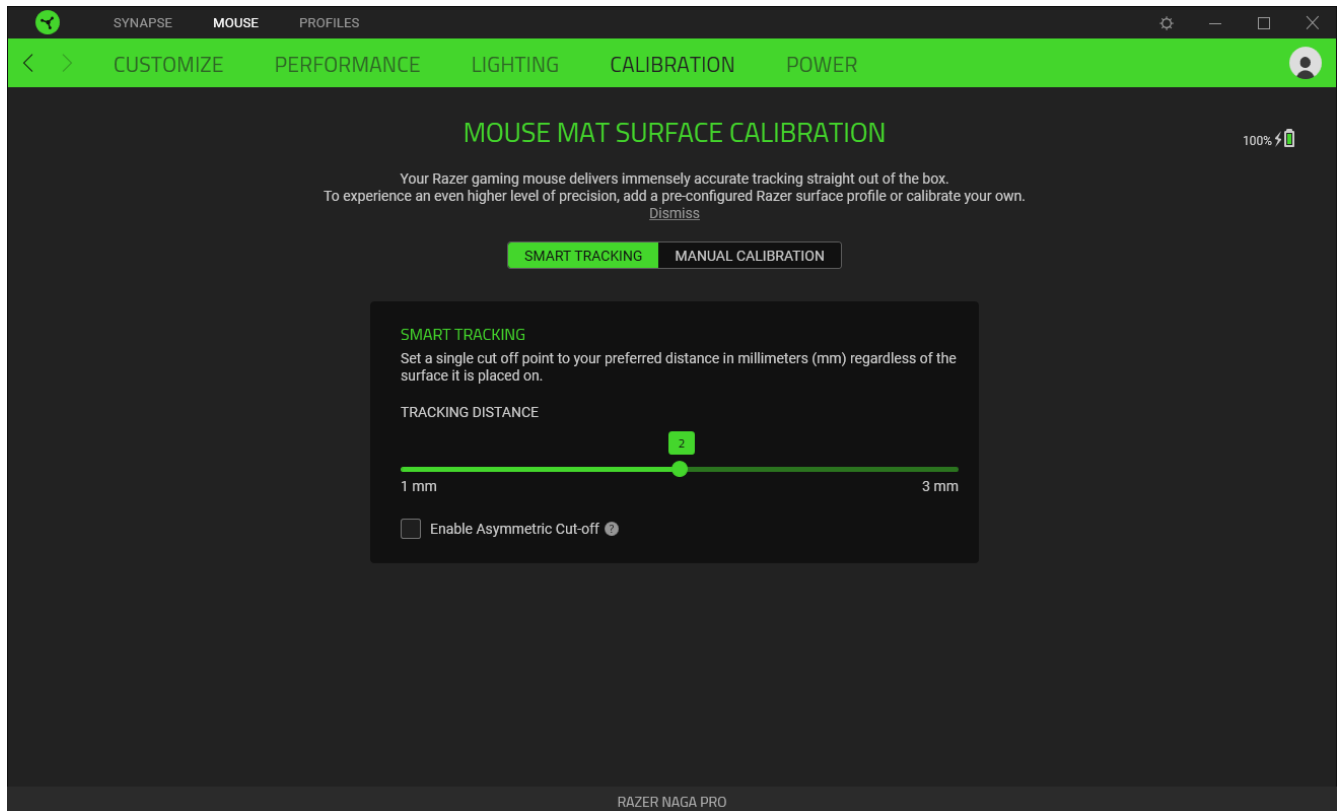 SYNAPSE MOUSE PROFILES
CUSTOMIZE PERFORMANCE LIGHTING CALIBRATION POWER
MOUSE MAT SURFACE CALIBRATION
100%
Your Razer gaming mouse delivers immensely accurate tracking straight out of the box.
To experience an even higher level of precision, add a pre-configured Razer surface profile or calibrate your own.
Dismiss
SMART TRACKING MANUAL CALIBRATION
SMART TRACKING
Set a single cut off point to your preferred distance in millimeters (mm) regardless of the
surface it is placed on.
TRACKING DISTANCE
2
1 mm 3 mm
Enable Asymmetric Cut-off ?
RAZER NAGA PRO